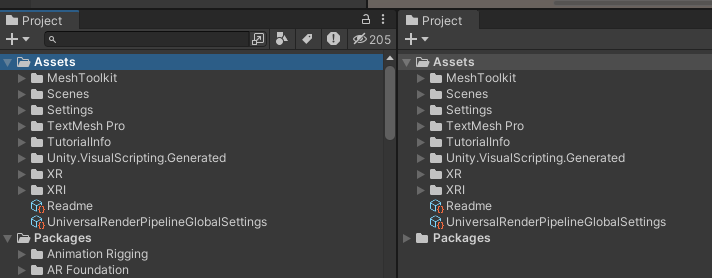 Project
205
Assets
MeshToolkit
Scenes
Settings
TextMesh Pro
TutorialInfo
Unity.VisualScripting.Generated
XR
XRI
Readme
UniversalRenderPipelineGlobalSettings
Packages
Animation Rigging
AR Foundation
Project
Assets
MeshToolkit
Scenes
Settings
TextMesh Pro
TutorialInfo
Unity.VisualScripting.Generated
XR
XRI
Readme
UniversalRenderPipelineGlobalSettings
Packages